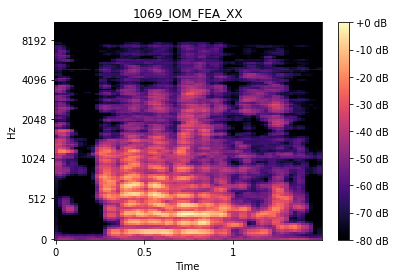 1069_IOM_FEA_XX
+0 dB
8192
-10 dB
4096
-20 dB
-30 dB
2048
Hz
-40 dB
1024
-50 dB
512
-60 dB
-70 dB
0
-80 dB
0
0.5
1
Time